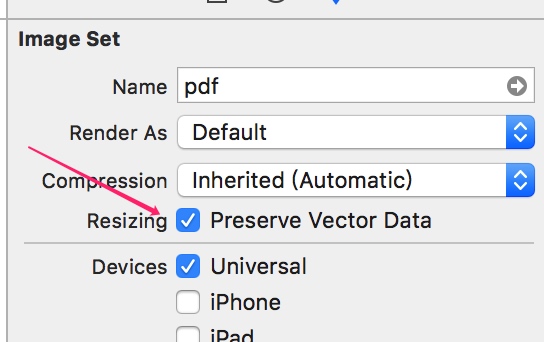 Image Set
Name pdf
Render As Default
Compression Inherited (Automatic)
Resizing Preserve Vector Data
Devices Universal
iPhone
iPad